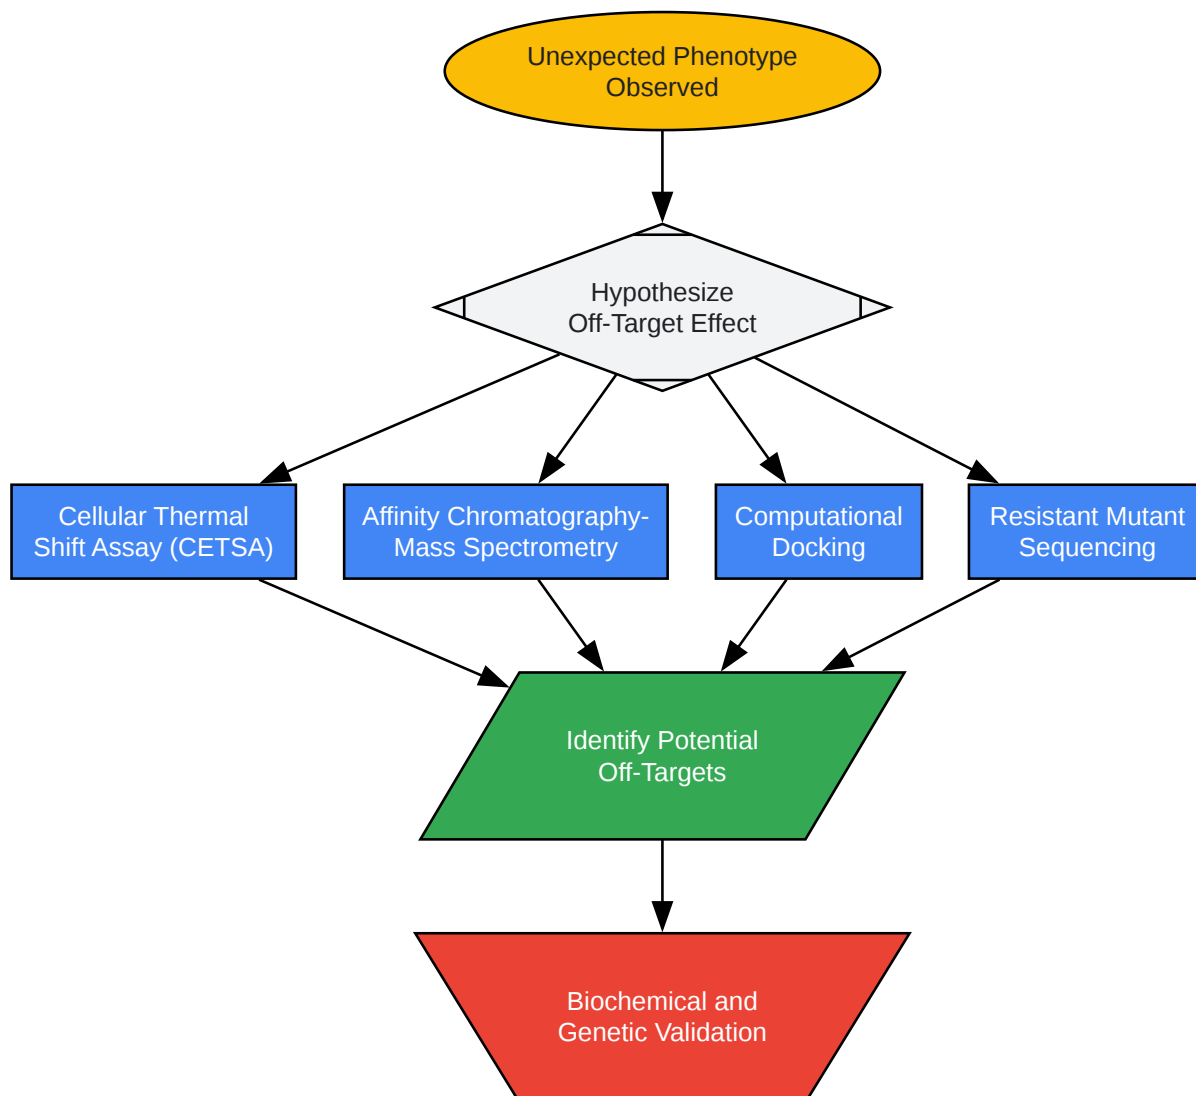 Unexpected Phenotype
Observed
Hypothesize
Off-Target Effect
Cellular Thermal
Shift Assay (CETSA)
Affinity Chromatography-
Mass Spectrometry
Computational
Docking
Resistant Mutant
Sequencing
Identify Potential
Off-Targets
Biochemical and
Genetic Validation